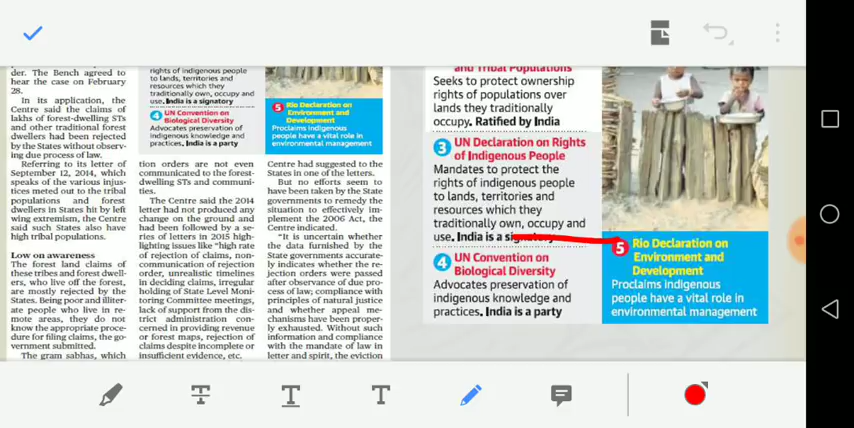 der. The Bench agreed to
hear the case on February
28.
In its application, the
Centre said the claims of
lakhs of forest-dwelling STs
and other traditional forest
dwellers had been rejected
by the States without observ-
ing due process of law.
Referring to its letter of
September 12, 2014, which
speaks of the various injus-
tices meted out to the tribal
populations and forest
dwellers in States hit by left
wing extremism, the Centre
said such States also have
high tribal populations.
Low on awareness
The forest land claims of
these tribes and forest dwell-
ers, who live off the forest,
are mostly rejected by the
States. Being poor and illiter-
ate people who live in re-
mote areas, they do not
know the appropriate proce-
dure for filing claims, the go-
vernment submitted.
The gram sabhas, which
rights of indigenous people
to lands, territories and
resources which they
traditionally own, occupy and
use. India is a signatory
4 UN Convention on
Biological Diversity
Advocates preservation of
indigenous knowledge and
practices. India is a party
5 Rio Declaration on
Environment and
Development
Proclaims indigenous
people have a vital role in
environmental management
tion orders are not even
communicated to the forest-
dwelling STs and communi-
ties.
The Centre said the 2014
letter had not produced any
change on the ground and
had been followed by a se-
ries of letters in 2015 high-
lighting issues like "high rate
of rejection of claims, non-
communication of rejection
order, unrealistic timelines
in deciding claims, irregular
holding of State Level Moni-
toring Committee meetings,
lack of support from the dis-
trict administration con-
cerned in providing revenue
or forest maps, rejection of
claims despite incomplete or
insufficient evidence, etc.
Centre had suggested to the
States in one of the letters.
But no efforts seem to
have been taken by the State
governments to remedy the
situation to effectively im-
plement the 2006 Act, the
Centre indicated.
"It is uncertain whether
the data furnished by the
State governments accurate-
ly indicates whether the re-
jection orders were passed
after observance of due pro-
cess of law; compliance with
principles of natural justice
and whether appeal me-
chanisms have been proper-
ly exhausted. Without such
information and compliance
with the mandate of law in
letter and spirit, the eviction
and Tribal Populations
Seeks to protect ownership
rights of populations over
lands they traditionally
occupy. Ratified by India
3 UN Declaration on Rights
of Indigenous People
Mandates to protect the
rights of indigenous people
to lands, territories and
resources which they
traditionally own, occupy and
use. India is a signatory
4 UN Convention on
Biological Diversity
Advocates preservation of
indigenous knowledge and
practices. India is a party
5 Rio Declaration on
Environment and
Development
Proclaims indigenous
people have a vital role in
environmental management
T T T